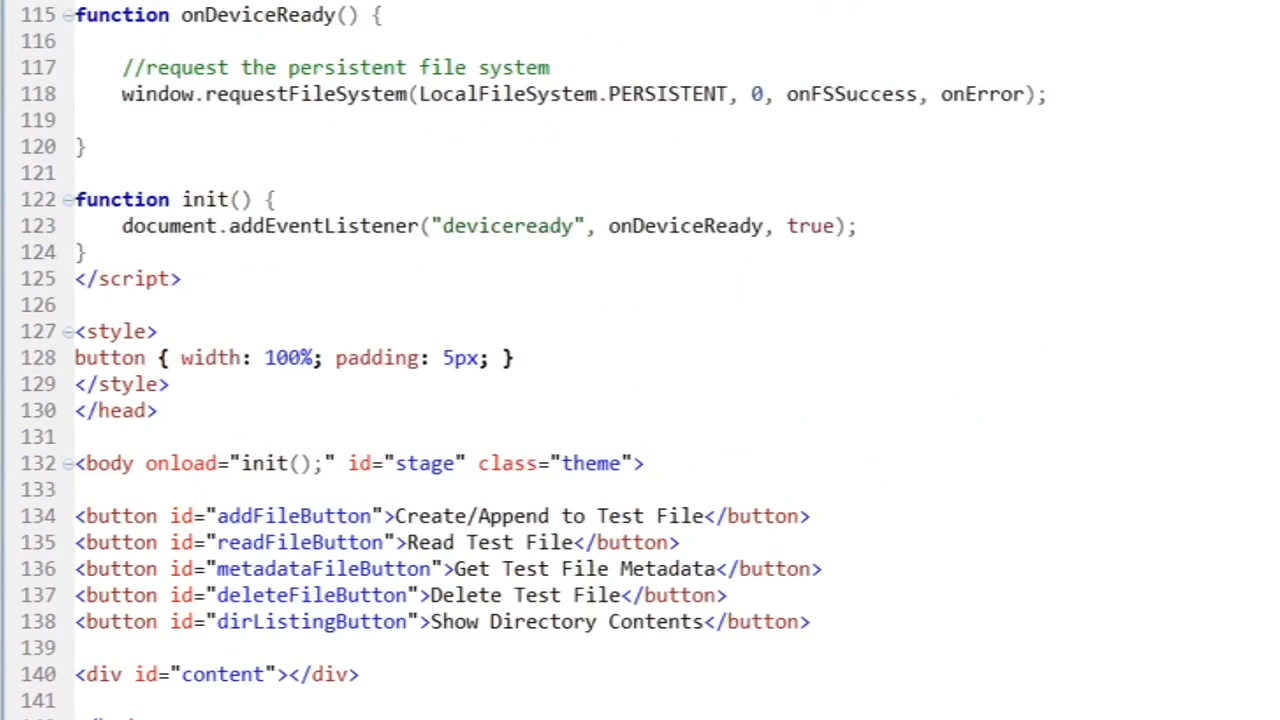 115 function onDeviceReady() {
116
117 //request the persistent file system
118 window.requestFileSystem(LocalFileSystem.PERSISTENT, 0, onFSSuccess, onError);
119
120 }
121
122 function init() {
123 document.addEventListener("deviceready", onDeviceReady, true);
124 }
125 </script>
126
127 <style>
128 button { width: 100%; padding: 5px; }
129 </style>
130 </head>
131
132 <body onload="init();" id="stage" class="theme">
133
134 <button id="addFileButton">Create/Append to Test File</button>
135 <button id="readFileButton">Read Test File</button>
136 <button id="metadataFileButton">Get Test File Metadata</button>
137 <button id="deleteFileButton">Delete Test File</button>
138 <button id="dirListingButton">Show Directory Contents</button>
139
140 <div id="content"></div>
141